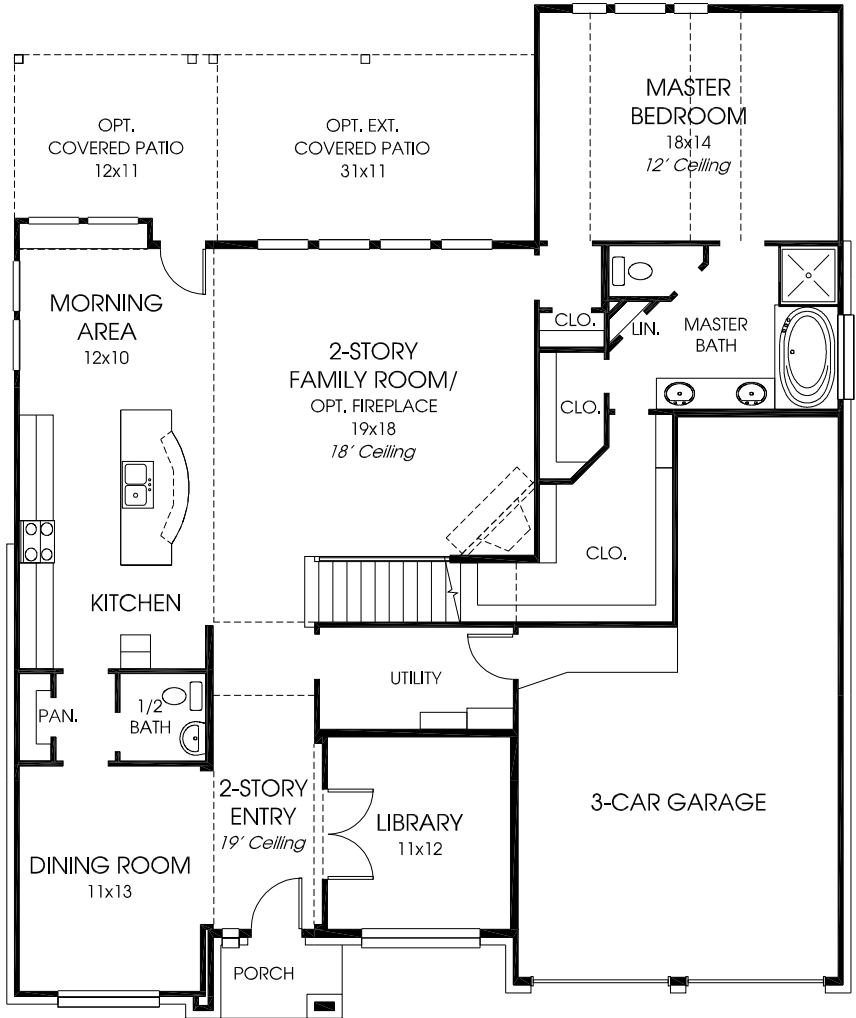 MASTER
BEDROOM
18x14
12' Ceiling
OPT.
COVERED PATIO
12x11
OPT. EXT.
COVERED PATIO
31x11
MORNING
AREA
12x10
2-STORY
FAMILY ROOM/
OPT. FIREPLACE
19x18
18' Ceiling
CLO.
LIN.
MASTER
BATH
CLO.
CLO.
KITCHEN
UTILITY
PAN.
1/2
BATH
2-STORY
ENTRY
19' Ceiling
LIBRARY
11x12
3-CAR GARAGE
DINING ROOM
11x13
PORCH